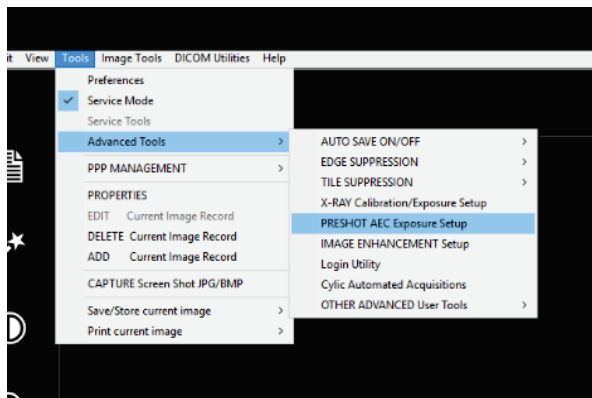 it View Tools Image Tools DICOM Utilities Help
Preferences
Service Mode
Service Tools
Advanced Tools
PPP MANAGEMENT
PROPERTIES
EDIT Current Image Record
DELETE Current Image Record
ADD Current Image Record
CAPTURE Screen Shot JPG/BMP
Save/Store current image
Print current image
AUTO SAVE ON/OFF
EDGE SUPPRESSION
TILE SUPPRESSION
X-RAY Calibration/Exposure Setup
PRESHOT AEC Exposure Setup
IMAGE ENHANCEMENT Setup
Login Utility
Cylic Automated Acquisitions
OTHER ADVANCED User Tools